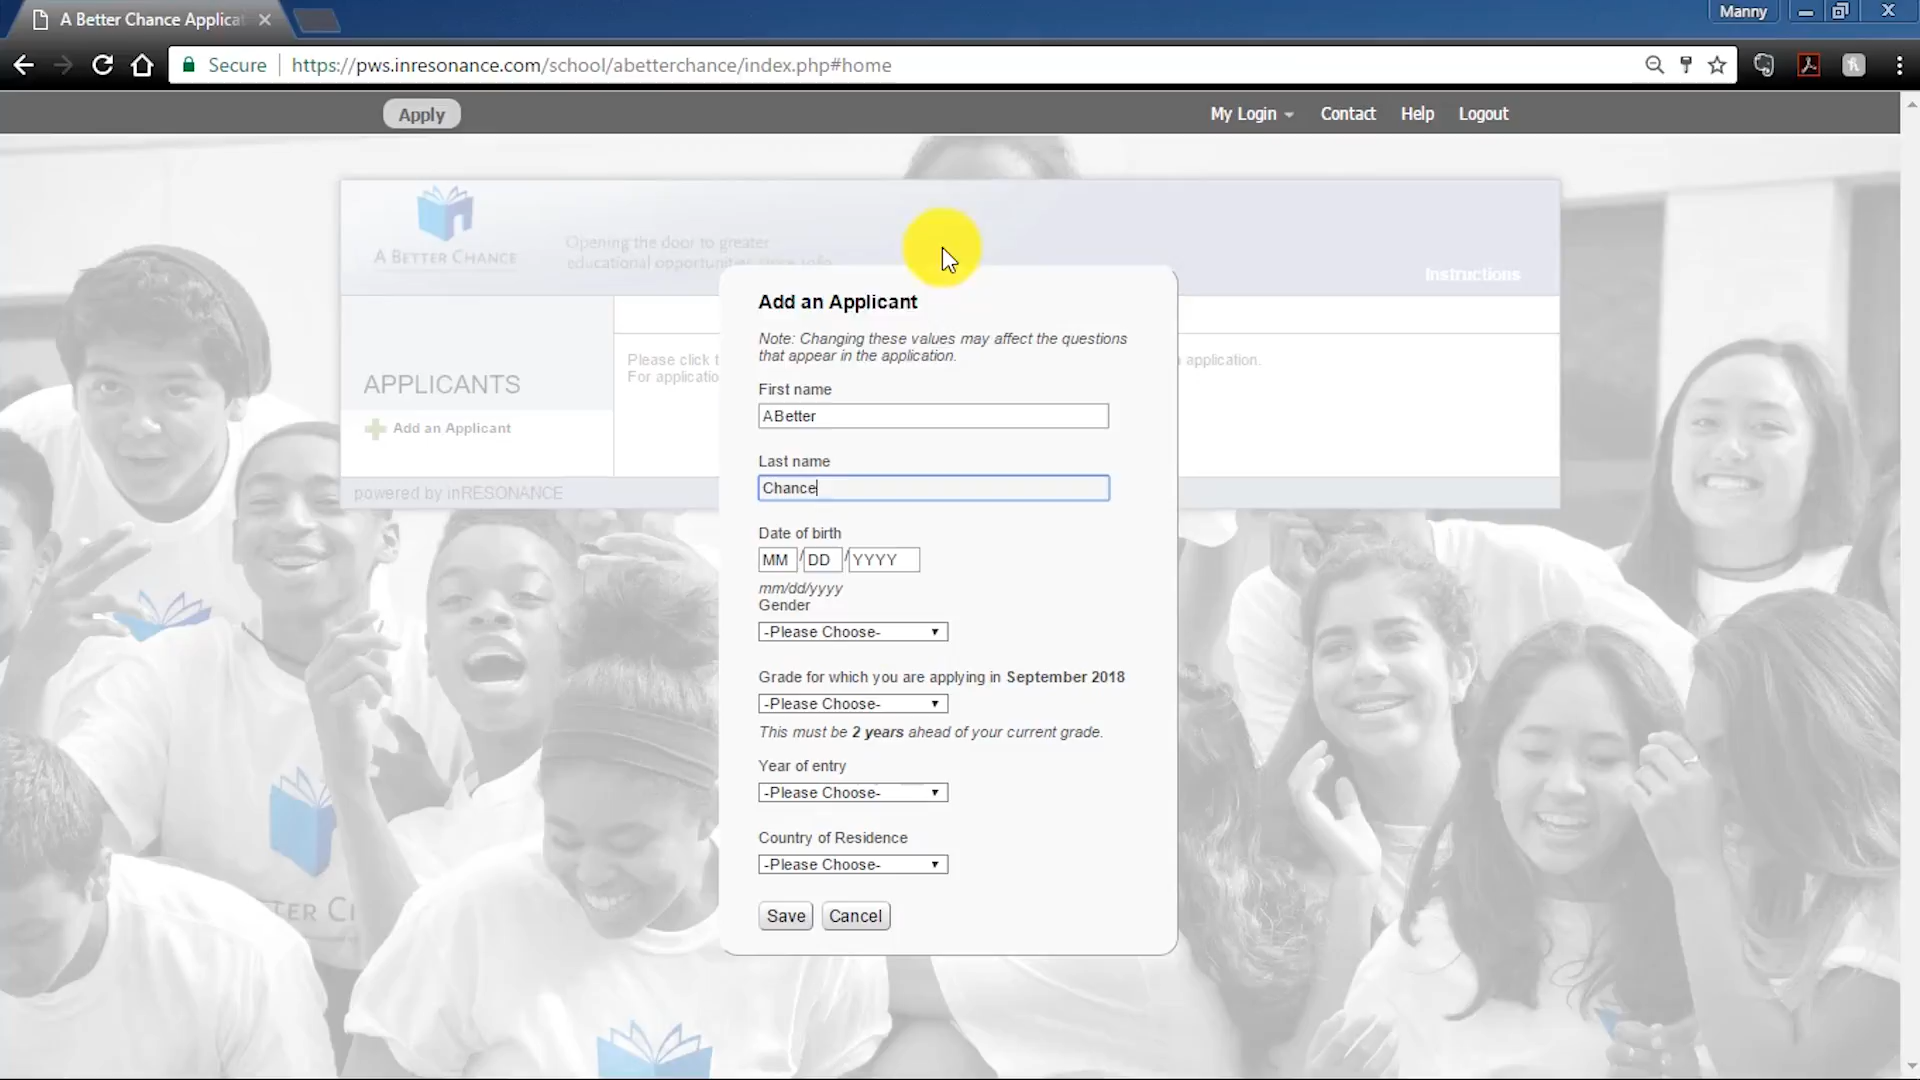 A Better Chance Applica
Manny
Secure
https://pws.inresonance.com/school/abetterchance/index.php#home
Apply
My Login
Contact
Help
Logout
A BETTER CHANCE
Opening the door to greater
educational opportunities since
Instructions
Add an Applicant
Note: Changing these values may affect the questions
that appear in the application.
Please click t
application.
For applicatio
APPLICANTS
Add an Applicant
powered by inRESONANCE
First name
ABetter
Last name
Chance
Date of birth
MM / DD / YYYY
mm/dd/yyyy
Gender
-Please Choose-
Grade for which you are applying in September 2018
-Please Choose-
This must be 2 years ahead of your current grade.
Year of entry
-Please Choose-
Country of Residence
-Please Choose-
Save
Cancel
TER C